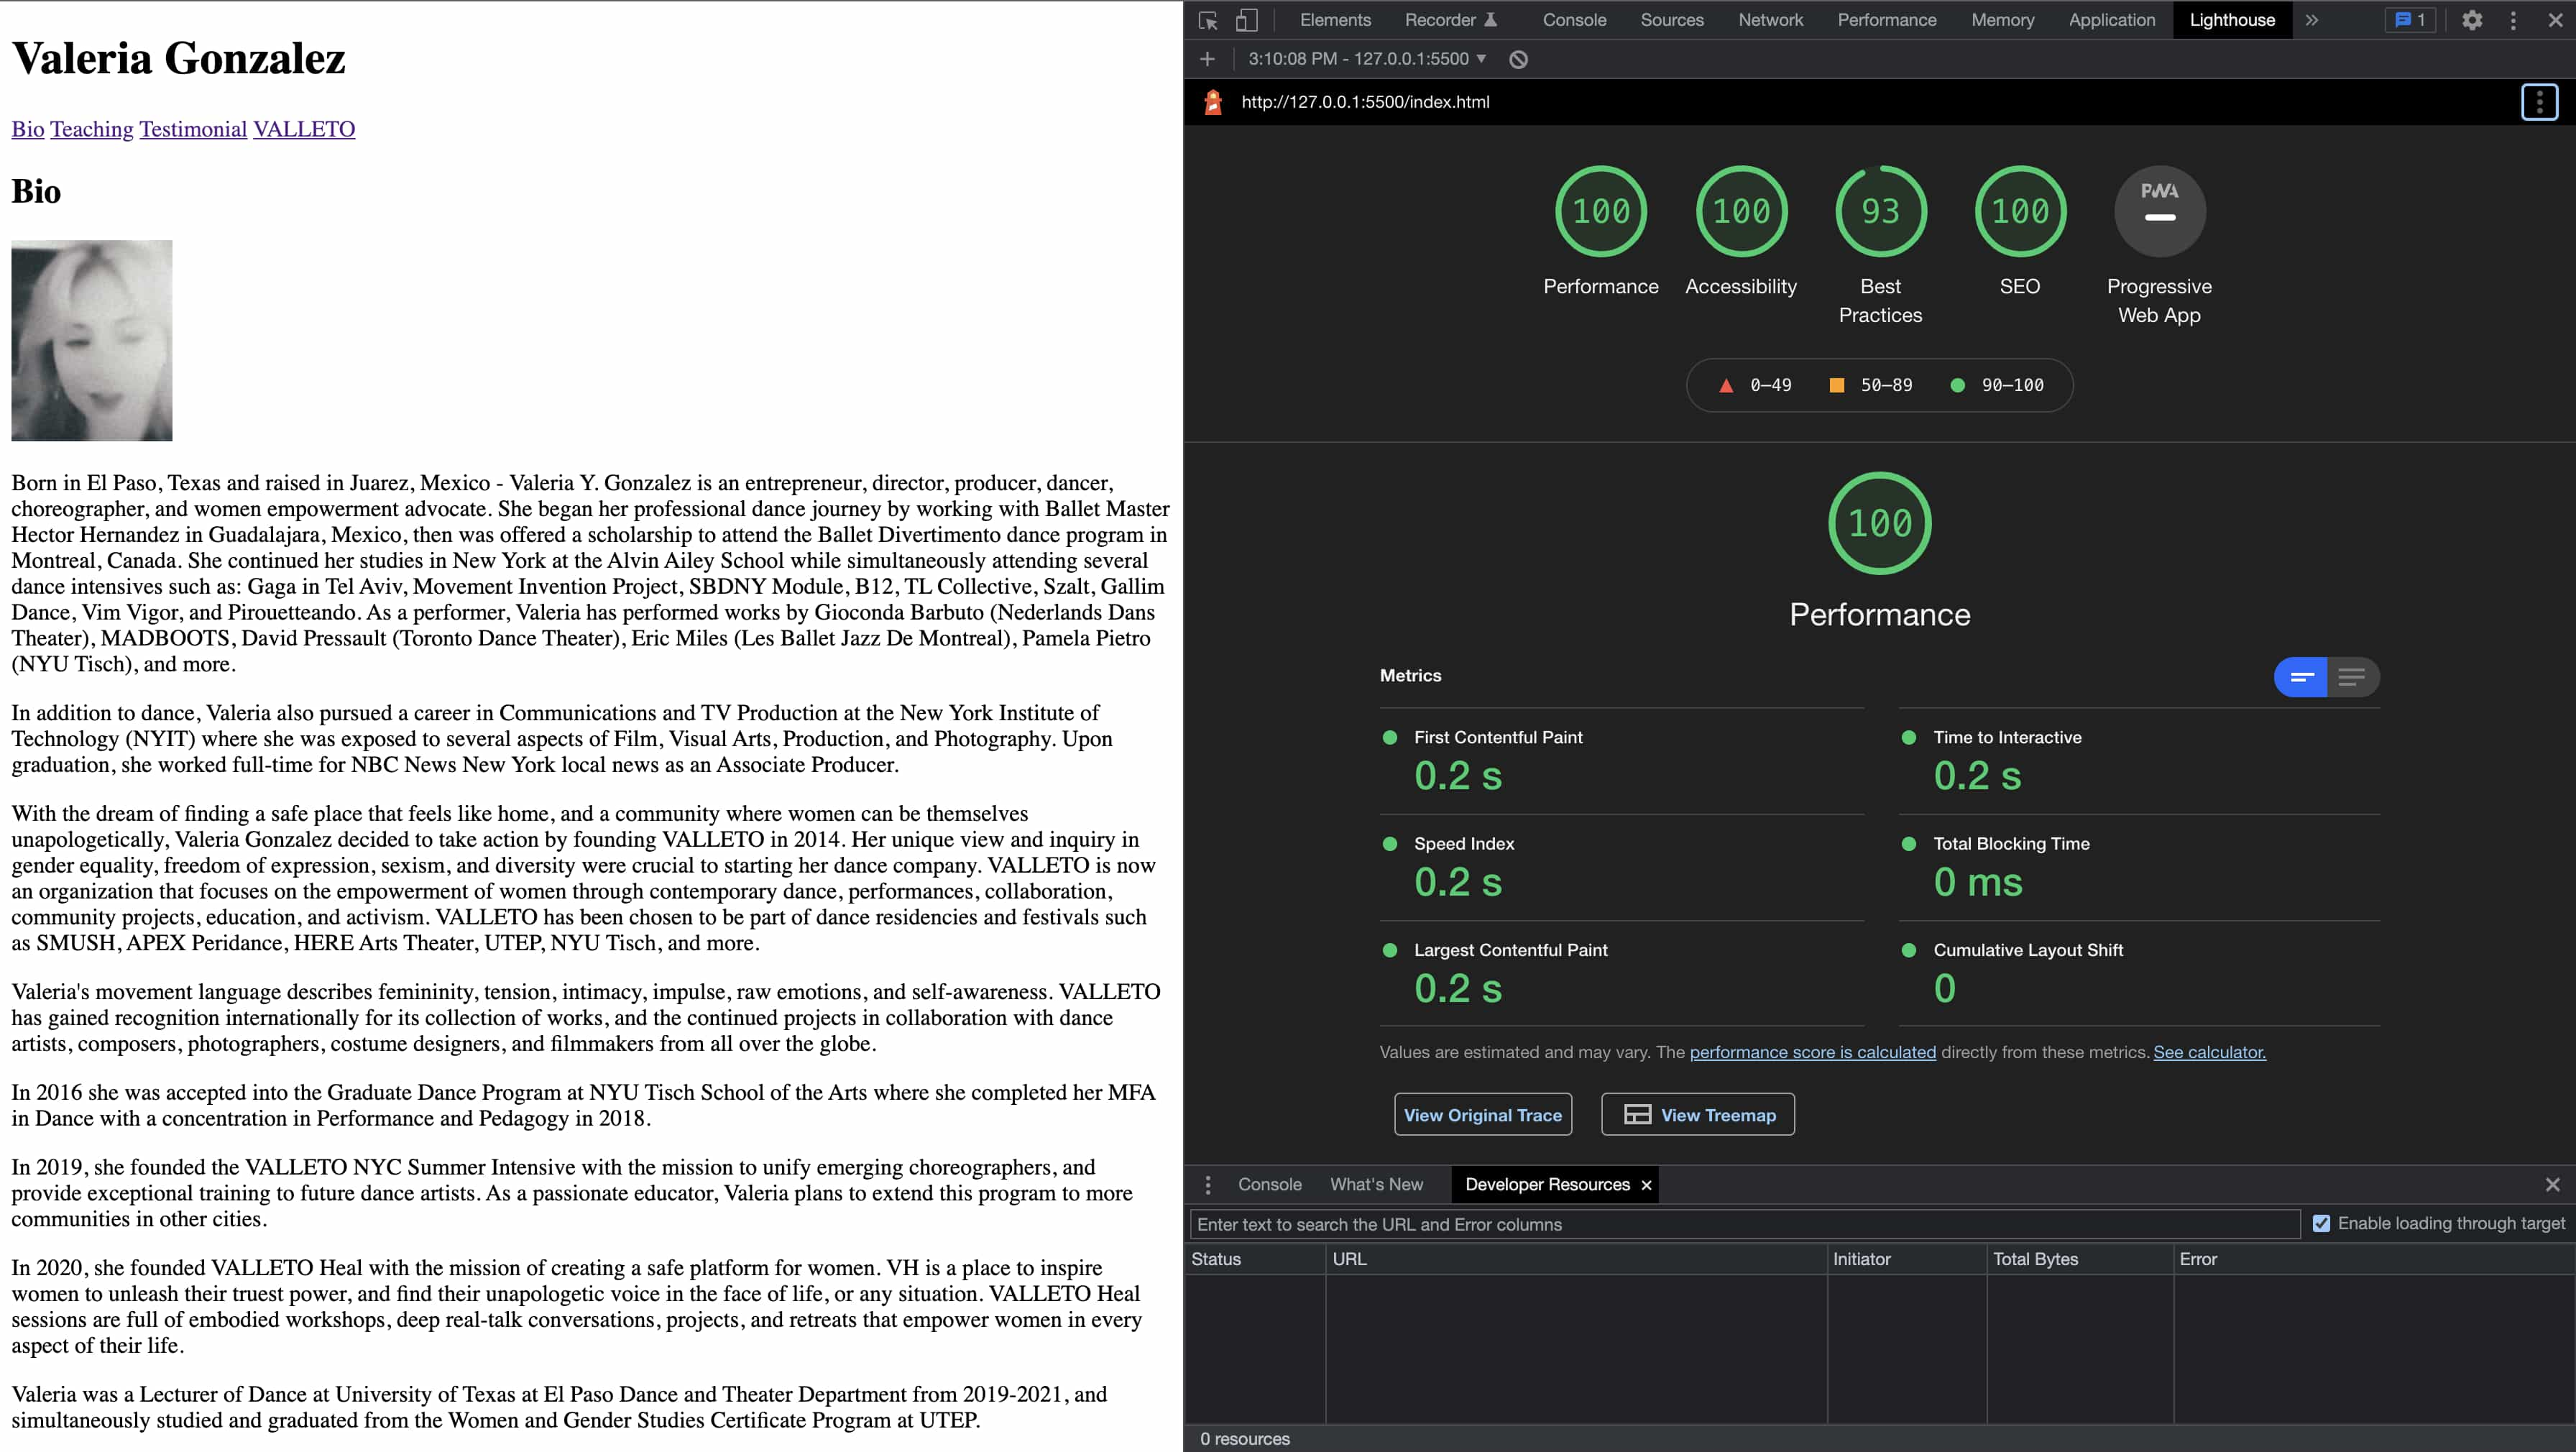 Valeria Gonzalez
Bio Teaching Testimonial VALLETO
Bio
Born in El Paso, Texas and raised in Juarez, Mexico - Valeria Y. Gonzalez is an entrepreneur, director, producer, dancer,
choreographer, and women empowerment advocate. She began her professional dance journey by working with Ballet Master
Hector Hernandez in Guadalajara, Mexico, then was offered a scholarship to attend the Ballet Divertimento dance program in
Montreal, Canada. She continued her studies in New York at the Alvin Ailey School while simultaneously attending several
dance intensives such as: Gaga in Tel Aviv, Movement Invention Project, SBDNY Module, B12, TL Collective, Szalt, Gallim
Dance, Vim Vigor, and Pirouetteando. As a performer, Valeria has performed works by Gioconda Barbuto (Nederlands Dans
Theater), MADBOOTS, David Pressault (Toronto Dance Theater), Eric Miles (Les Ballet Jazz De Montreal), Pamela Pietro
(NYU Tisch), and more.
In addition to dance, Valeria also pursued a career in Communications and TV Production at the New York Institute of
Technology (NYIT) where she was exposed to several aspects of Film, Visual Arts, Production, and Photography. Upon
graduation, she worked full-time for NBC News New York local news as an Associate Producer.
With the dream of finding a safe place that feels like home, and a community where women can be themselves
unapologetically, Valeria Gonzalez decided to take action by founding VALLETO in 2014. Her unique view and inquiry in
gender equality, freedom of expression, sexism, and diversity were crucial to starting her dance company. VALLETO is now
an organization that focuses on the empowerment of women through contemporary dance, performances, collaboration,
community projects, education, and activism. VALLETO has been chosen to be part of dance residencies and festivals such
as SMUSH, APEX Peridance, HERE Arts Theater, UTEP, NYU Tisch, and more.
Valeria's movement language describes femininity, tension, intimacy, impulse, raw emotions, and self-awareness. VALLETO
has gained recognition internationally for its collection of works, and the continued projects in collaboration with dance
artists, composers, photographers, costume designers, and filmmakers from all over the globe.
In 2016 she was accepted into the Graduate Dance Program at NYU Tisch School of the Arts where she completed her MFA
in Dance with a concentration in Performance and Pedagogy in 2018.
In 2019, she founded the VALLETO NYC Summer Intensive with the mission to unify emerging choreographers, and
provide exceptional training to future dance artists. As a passionate educator, Valeria plans to extend this program to more
communities in other cities.
In 2020, she founded VALLETO Heal with the mission of creating a safe platform for women. VH is a place to inspire
women to unleash their truest power, and find their unapologetic voice in the face of life, or any situation. VALLETO Heal
sessions are full of embodied workshops, deep real-talk conversations, projects, and retreats that empower women in every
aspect of their life.
Valeria was a Lecturer of Dance at University of Texas at El Paso Dance and Theater Department from 2019-2021, and
simultaneously studied and graduated from the Women and Gender Studies Certificate Program at UTEP.
Elements Recorder Console Sources Network Performance Memory Application Lighthouse 1
3:10:08 PM - 127.0.0.1:5500
http://127.0.0.1:5500/index.html
100 100 93 100 PWA
Performance Accessibility Best Practices SEO Progressive Web App
0–49 50–89 90–100
100
Performance
Metrics
First Contentful Paint
0.2 s
Time to Interactive
0.2 s
Speed Index
0.2 s
Total Blocking Time
0 ms
Largest Contentful Paint
0.2 s
Cumulative Layout Shift
0
Values are estimated and may vary. The performance score is calculated directly from these metrics. See calculator.
View Original Trace View Treemap
Console What's New Developer Resources
Enter text to search the URL and Error columns Enable loading through target
Status URL Initiator Total Bytes Error
0 resources